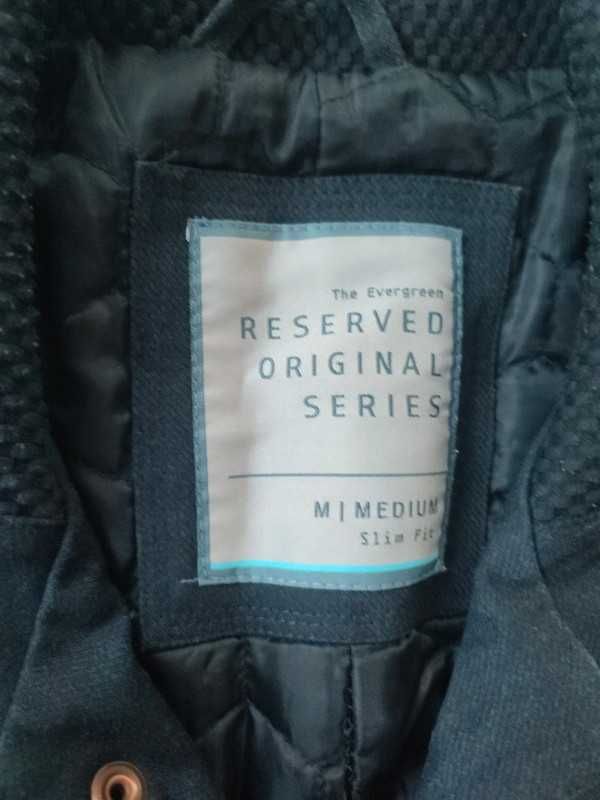 The Evergreen
RESERVED
ORIGINAL
SERIES
M | MEDIUM
Slim Fit